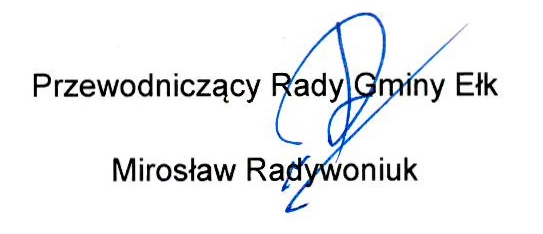 Przewodniczący Rady Gminy Ełk
Mirosław Radywoniuk